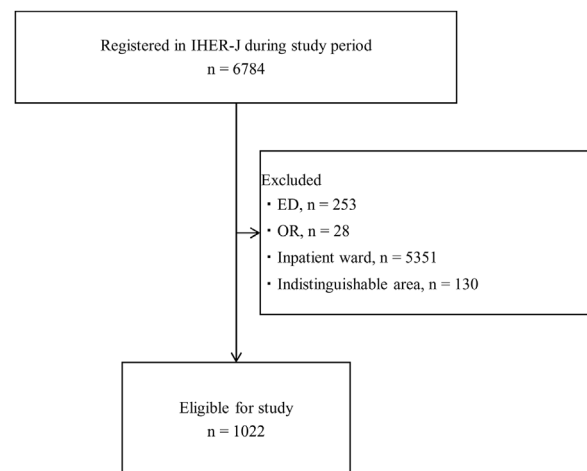 Registered in IHER-J during study period
n = 6784
Excluded
・ED, n = 253
・OR, n = 28
・Inpatient ward, n = 5351
・Indistinguishable area, n = 130
Eligible for study
n = 1022